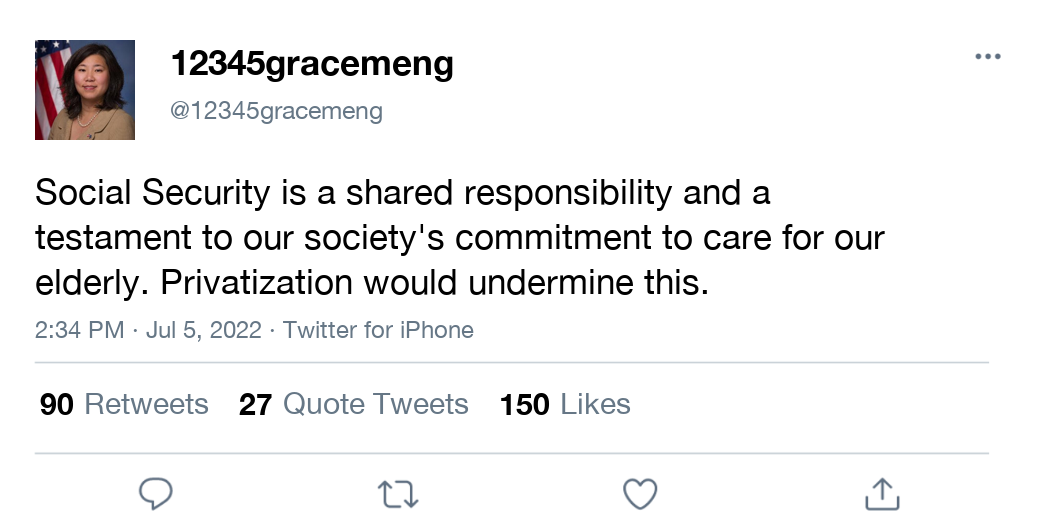 12345gracemeng
@12345gracemeng
Social Security is a shared responsibility and a
testament to our society's commitment to care for our
elderly. Privatization would undermine this.
2:34 PM · Jul 5, 2022 · Twitter for iPhone
90 Retweets 27 Quote Tweets 150 Likes